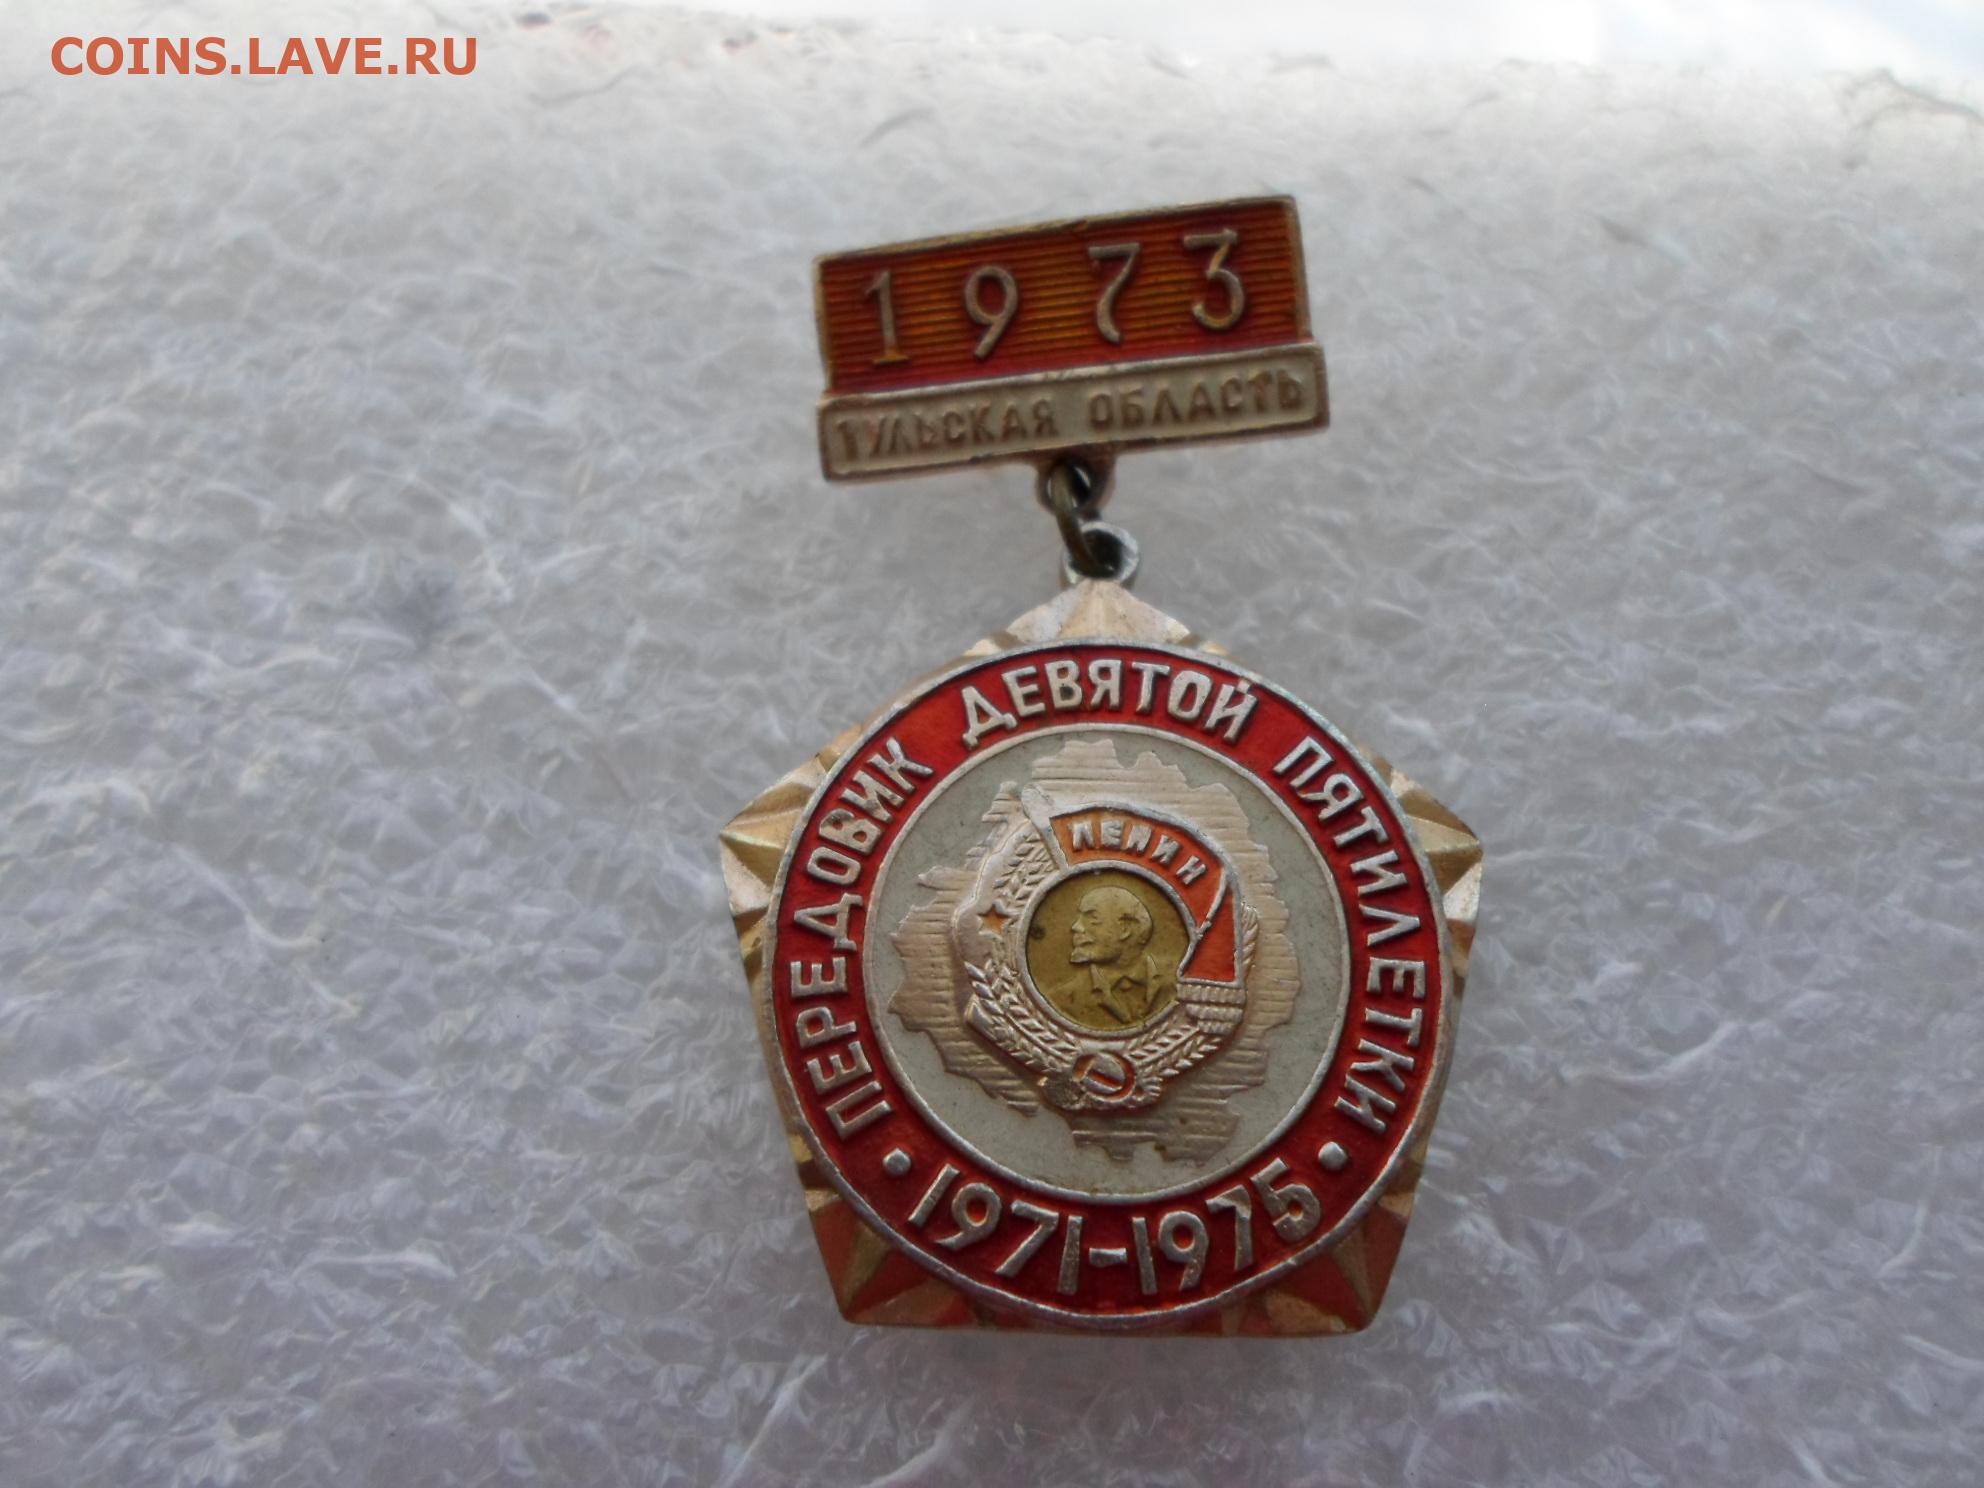 COINS.LAVE.RU
1973
ТУЛЬСКАЯ ОБЛАСТЬ
ПЕРЕДОВИК ДЕВЯТОЙ ПЯТИЛЕТКИ
ЛЕНИН
• 1971-1975 •